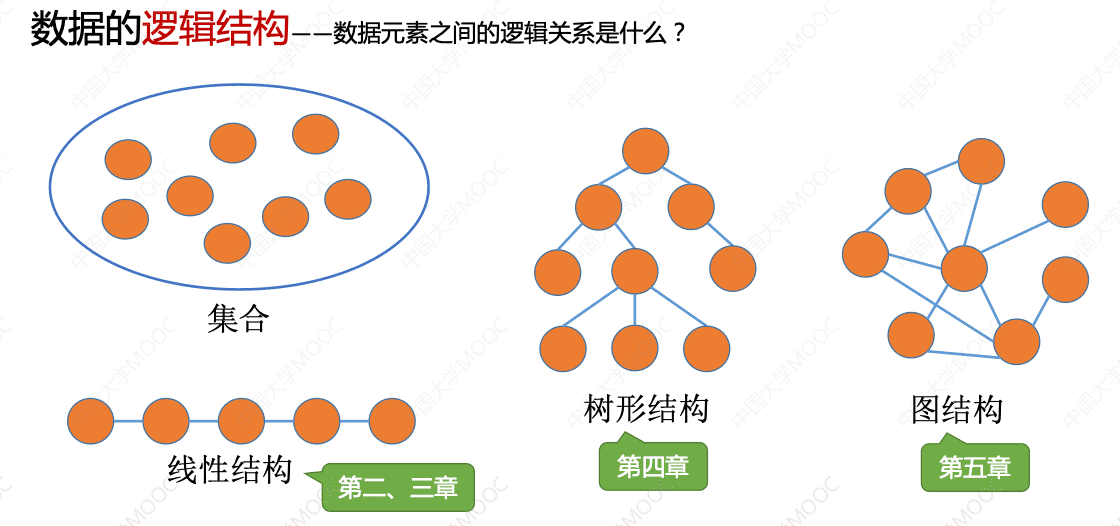 数据的逻辑结构——数据元素之间的逻辑关系是什么？
集合
线性结构
第二、三章
树形结构
第四章
图结构
第五章
中国大学MOOC